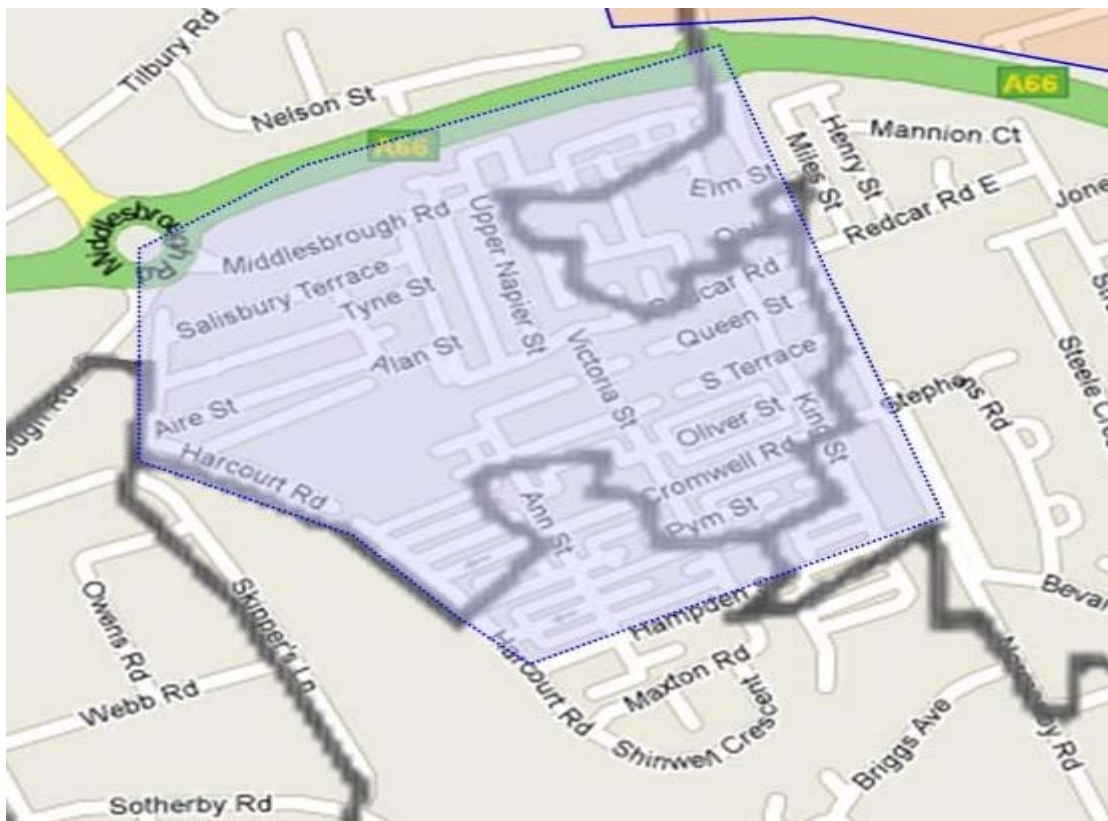 Tilbury Rd
Nelson St
A66
A66
Mannion Ct
Henry St
Miles St
Elm St
Redcar Rd E
Middlesbrough Rd
Middlesbrough Rd
Upper Napier St
Salisbury Terrace
Tyne St
Queen St
Alan St
Victoria St
S Terrace
Aire St
Oliver St
King St
Stephens Rd
Harcourt Rd
Cromwell Rd
Ann St
Pym St
Owens Rd
Skipper's Ln
Hampden
Harcourt Rd
Maxton Rd
Webb Rd
Shinwell Crescent
Briggs Ave
Sotherby Rd